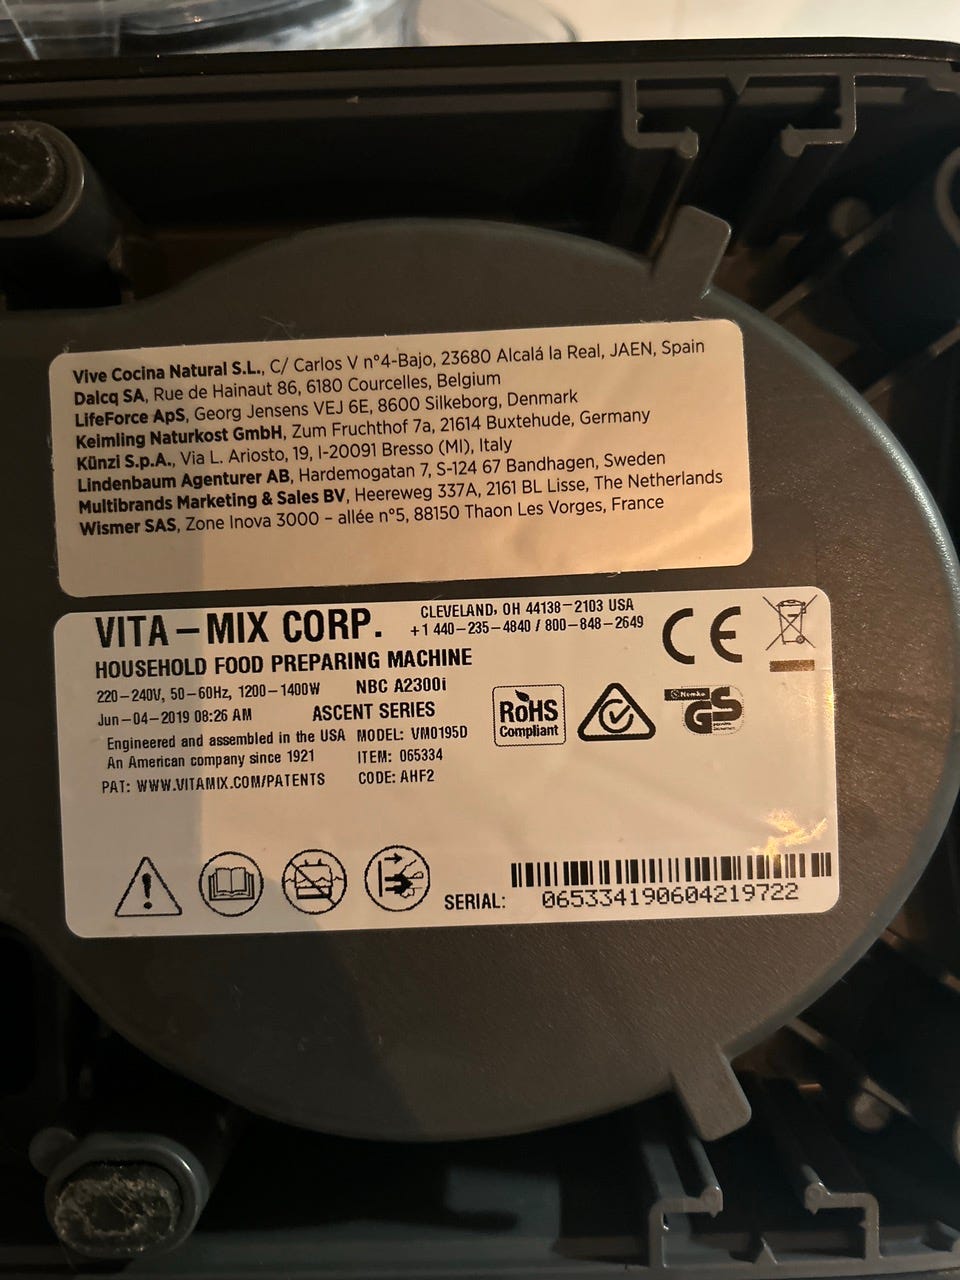 Vive Cocina Natural S.L., C/ Carlos V n°4-Bajo, 23680 Alcalá la Real, JAEN, Spain
Dalcq SA, Rue de Hainaut 86, 6180 Courcelles, Belgium
LifeForce ApS, Georg Jensens VEJ 6E, 8600 Silkeborg, Denmark
Keimling Naturkost GmbH, Zum Fruchthof 7a, 21614 Buxtehude, Germany
Künzi S.p.A., Via L. Ariosto, 19, I-20091 Bresso (MI), Italy
Lindenbaum Agenturer AB, Hardemogatan 7, S-124 67 Bandhagen, Sweden
Multibrands Marketing & Sales BV, Heereweg 337A, 2161 BL Lisse, The Netherlands
Wismer SAS, Zone Inova 3000 – allée n°5, 88150 Thaon Les Vorges, France
VITA-MIX CORP.
CLEVELAND, OH 44138-2103 USA
+1 440-235-4840 / 800-848-2649
HOUSEHOLD FOOD PREPARING MACHINE
220-240V, 50-60Hz, 1200-1400W NBC A2300i
Jun-04-2019 08:26 AM ASCENT SERIES
Engineered and assembled in the USA MODEL: VM0195D
An American company since 1921 ITEM: 065334
PAT: WWW.VITAMIX.COM/PATENTS CODE: AHF2
CE
RoHS
Compliant
Nemko
GS
SERIAL: 065334190604219722